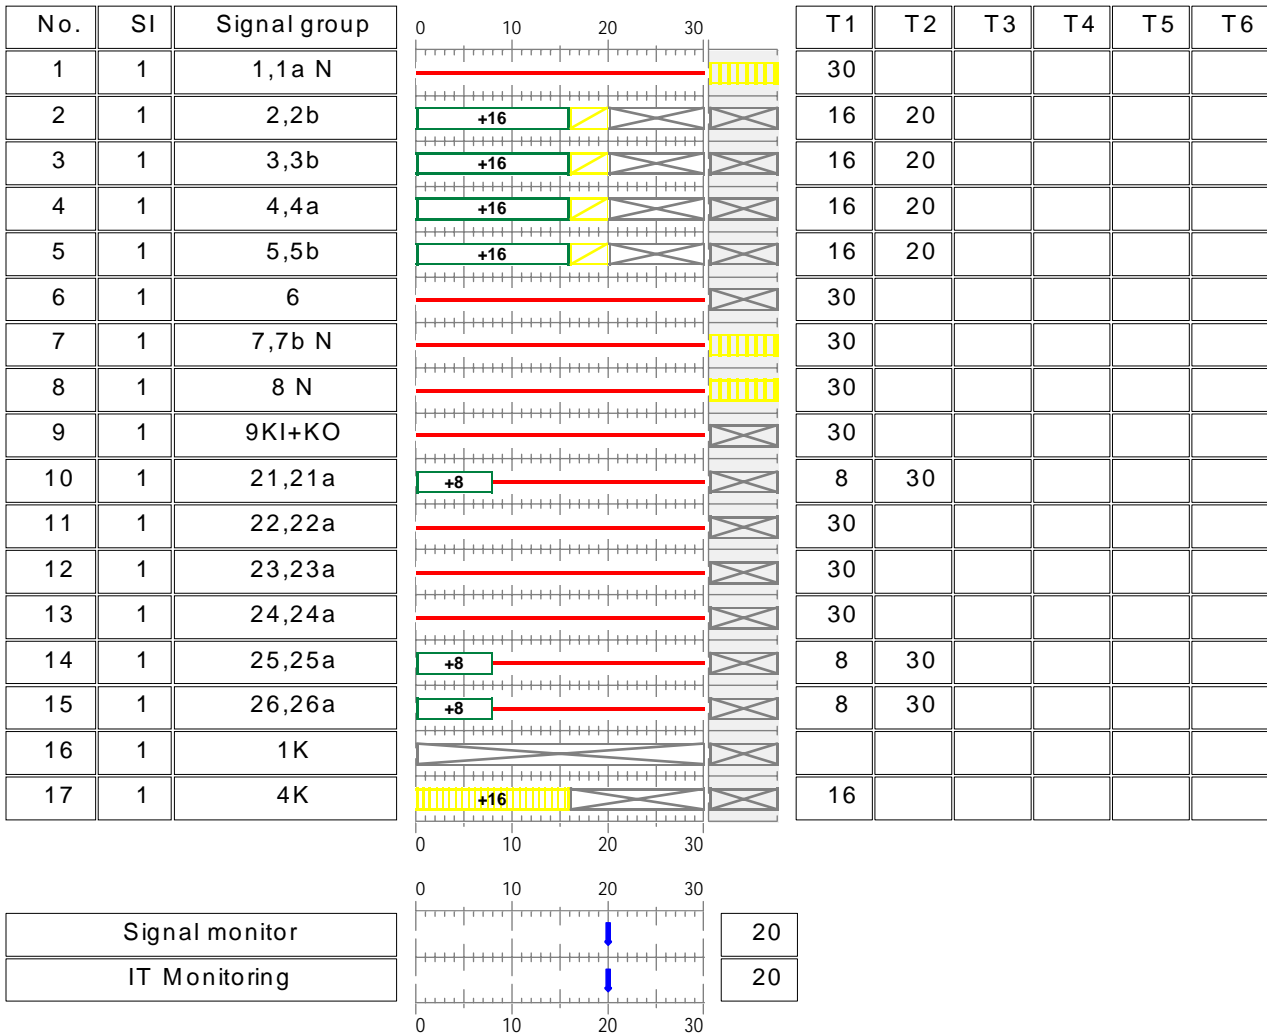 No. SI Signal group 0 10 20 30 T1 T2 T3 T4 T5 T6
1 1 1,1a N 30
2 1 2,2b +16 16 20
3 1 3,3b +16 16 20
4 1 4,4a +16 16 20
5 1 5,5b +16 16 20
6 1 6 30
7 1 7,7b N 30
8 1 8 N 30
9 1 9KI+KO 30
10 1 21,21a +8 8 30
11 1 22,22a 30
12 1 23,23a 30
13 1 24,24a 30
14 1 25,25a +8 8 30
15 1 26,26a +8 8 30
16 1 1K
17 1 4K +16 16
0 10 20 30
0 10 20 30
Signal monitor 20
IT Monitoring 20
0 10 20 30